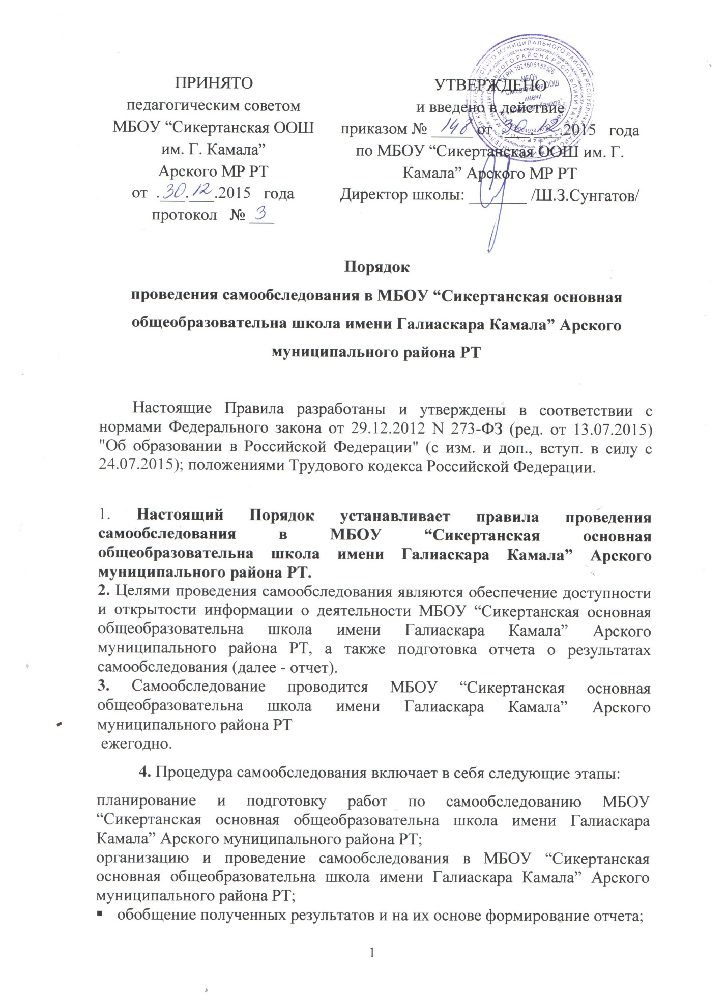 ПРИНЯТО
педагогическим советом
МБОУ “Сикертанская ООШ
им. Г. Камала”
Арского МР РТ
от .30.12.2015 года
протокол № 3
УТВЕРЖДЕНО
и введено в действие
приказом № 148 от .30.12.2015 года
по МБОУ “Сикертанская ООШ им. Г.
Камала” Арского МР РТ
Директор школы: ________ /Ш.З.Сунгатов/
ОГРН 1021606153326
МБОУ
Сикертанская ООШ
имени
Камала”
Порядок
проведения самообследования в МБОУ “Сикертанская основная
общеобразовательна школа имени Галиаскара Камала” Арского
муниципального района РТ
Настоящие Правила разработаны и утверждены в соответствии с
нормами Федерального закона от 29.12.2012 N 273-ФЗ (ред. от 13.07.2015)
"Об образовании в Российской Федерации" (с изм. и доп., вступ. в силу с
24.07.2015); положениями Трудового кодекса Российской Федерации.
1. Настоящий Порядок устанавливает правила проведения
самообследования в МБОУ “Сикертанская основная
общеобразовательна школа имени Галиаскара Камала” Арского
муниципального района РТ.
2. Целями проведения самообследования являются обеспечение доступности
и открытости информации о деятельности МБОУ “Сикертанская основная
общеобразовательна школа имени Галиаскара Камала” Арского
муниципального района РТ, а также подготовка отчета о результатах
самообследования (далее - отчет).
3. Самообследование проводится МБОУ “Сикертанская основная
общеобразовательна школа имени Галиаскара Камала” Арского
муниципального района РТ
ежегодно.
4. Процедура самообследования включает в себя следующие этапы:
планирование и подготовку работ по самообследованию МБОУ
“Сикертанская основная общеобразовательна школа имени Галиаскара
Камала” Арского муниципального района РТ;
организацию и проведение самообследования в МБОУ “Сикертанская
основная общеобразовательна школа имени Галиаскара Камала” Арского
муниципального района РТ;
▪ обобщение полученных результатов и на их основе формирование отчета;
1